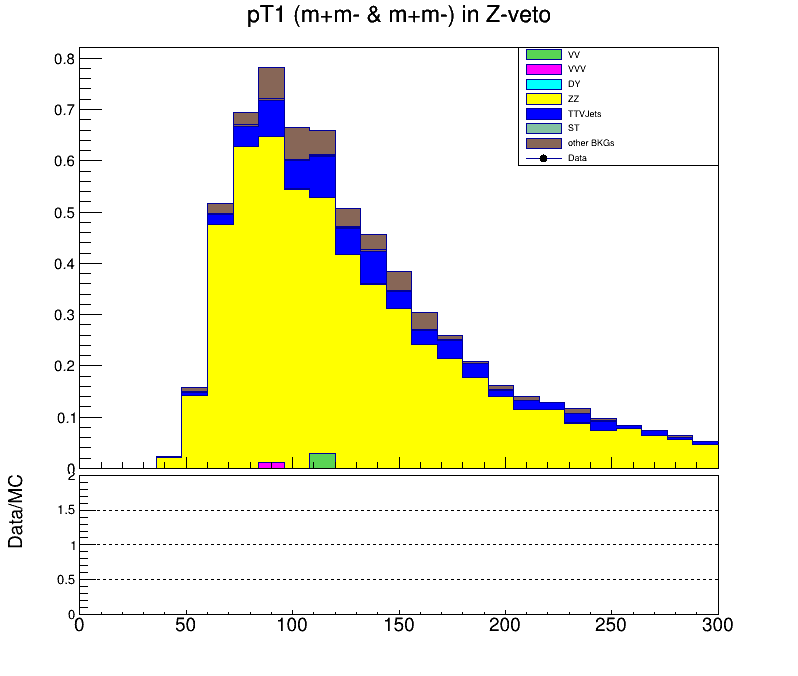 pT1 (m+m- & m+m-) in Z-veto
VV
VVV
DY
ZZ
TTVJets
ST
other BKGs
Data
0.8
0.7
0.6
0.5
0.4
0.3
0.2
0.1
0
Data/MC
2
1.5
1
0.5
0
0 50 100 150 200 250 300